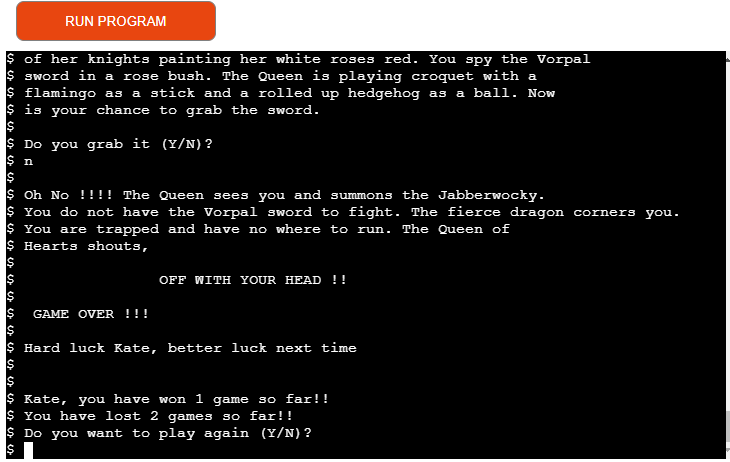 RUN PROGRAM
$ of her knights painting her white roses red. You spy the Vorpal
$ sword in a rose bush. The Queen is playing croquet with a
$ flamingo as a stick and a rolled up hedgehog as a ball. Now
$ is your chance to grab the sword.
$
$ Do you grab it (Y/N)?
$ n
$
$ Oh No !!!! The Queen sees you and summons the Jabberwocky.
$ You do not have the Vorpal sword to fight. The fierce dragon corners you.
$ You are trapped and have no where to run. The Queen of
$ Hearts shouts,
$
$ OFF WITH YOUR HEAD !!
$
$ GAME OVER !!!
$
$ Hard luck Kate, better luck next time
$
$
$ Kate, you have won 1 game so far!!
$ You have lost 2 games so far!!
$ Do you want to play again (Y/N)?
$